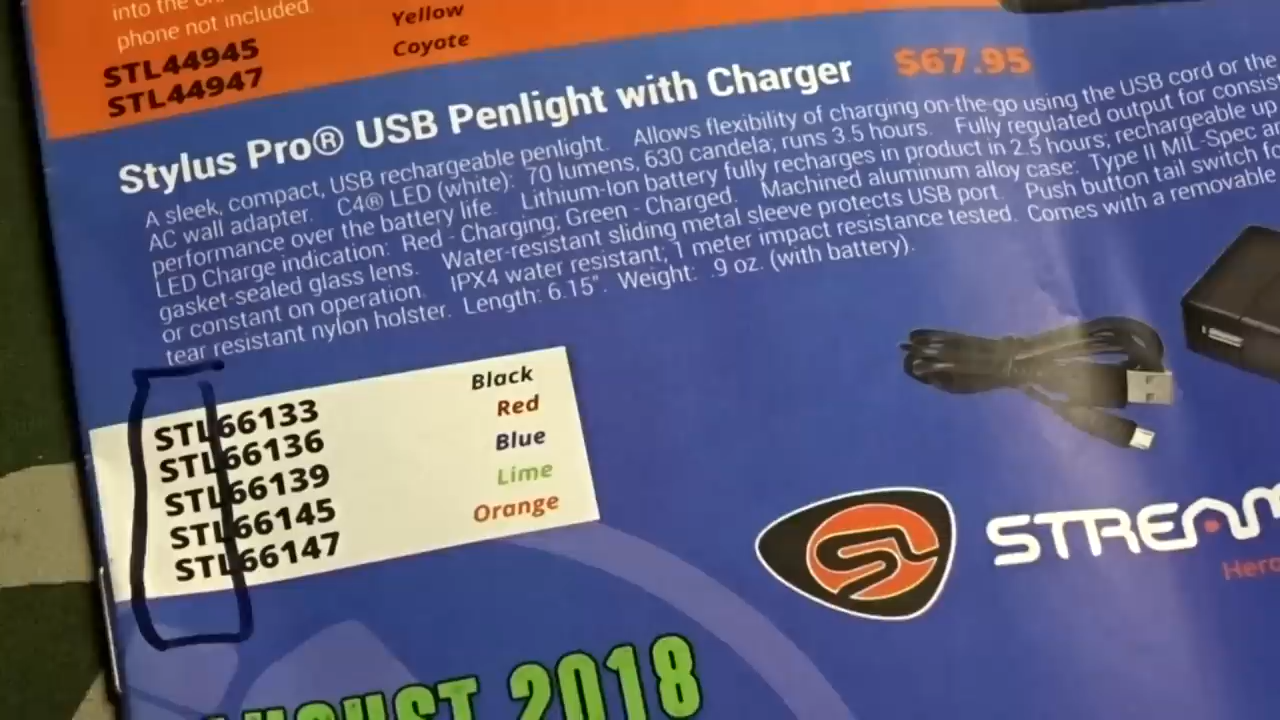 into the
phone not included.
STL44945 Yellow
STL44947 Coyote
Stylus Pro® USB Penlight with Charger $67.95
A sleek, compact, USB rechargeable penlight. Allows flexibility of charging on-the-go using the USB cord or the
AC wall adapter. C4® LED (white): 70 lumens, 630 candela; runs 3.5 hours. Fully regulated output for
performance over the battery life. Lithium-Ion battery fully recharges in product in 2.5 hours; rechargeable up
LED Charge indication: Red - Charging; Green - Charged. Machined aluminum alloy case: Type II MIL-Spec
gasket-sealed glass lens. Water-resistant sliding metal sleeve protects USB port. Push button tail switch
or constant on operation. IPX4 water resistant; 1 meter impact resistance tested. Comes with a removable
tear resistant nylon holster. Length: 6.15". Weight: .9 oz. (with battery).
STL66133 Black
STL66136 Red
STL66139 Blue
STL66145 Lime
STL66147 Orange
SL
STREAM
AUGUST 2018